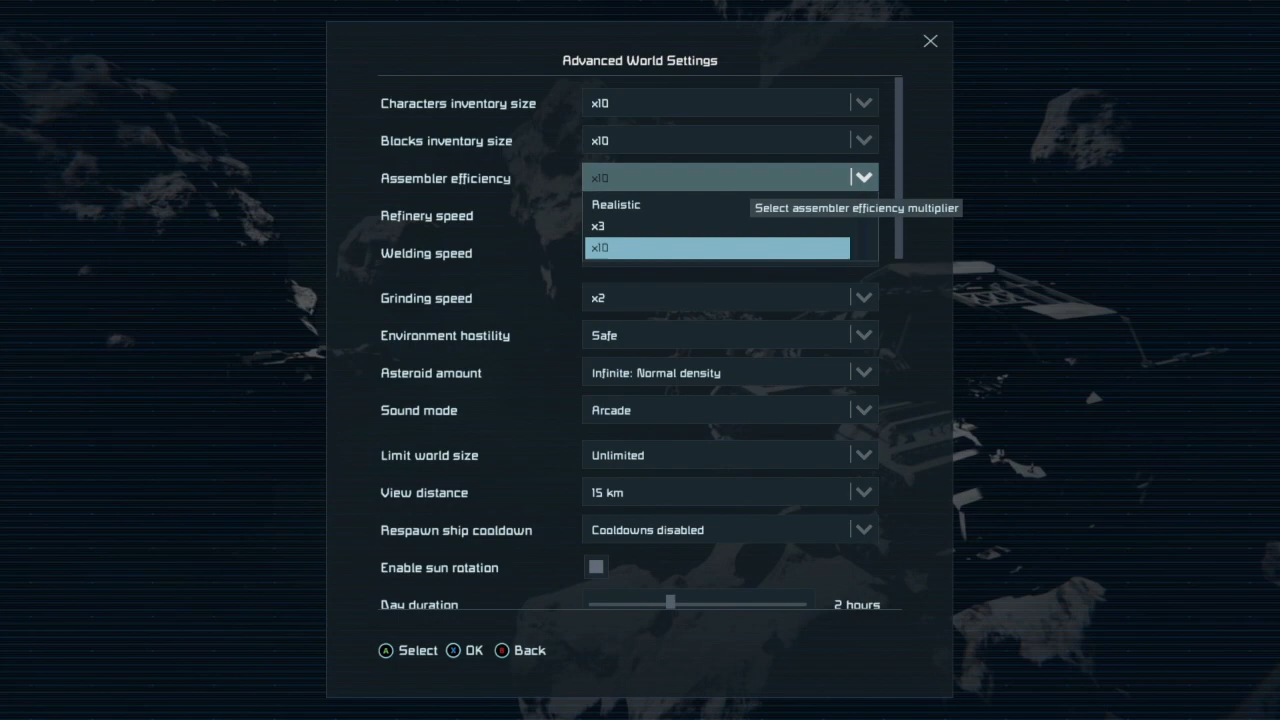 Advanced World Settings
Characters inventory size x10
Blocks inventory size x10
Assembler efficiency x10
Realistic
Select assembler efficiency multiplier
Refinery speed
x3
x10
Welding speed
Grinding speed x2
Environment hostility Safe
Asteroid amount Infinite: Normal density
Sound mode Arcade
Limit world size Unlimited
View distance 15 km
Respawn ship cooldown Cooldowns disabled
Enable sun rotation
Day duration 2 hours
A Select X OK B Back